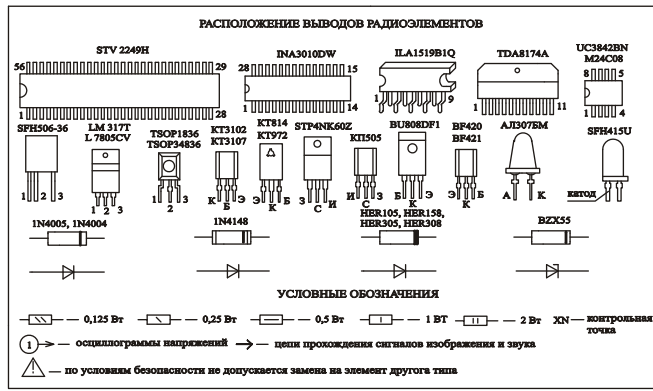 РАСПОЛОЖЕНИЕ ВЫВОДОВ РАДИОЭЛЕМЕНТОВ
STV 2249H
INA3010DW
ILA1519B1Q
TDA8174A
UC3842BN
M24C08
56 29
1 28
28 15
1 14
1 9
1 11
8 5
1 4
SFH506-36
LM 317T
L 7805CV
TSOP1836
TSOP34836
КТ3102
КТ3107
КТ814
КТ972
STP4NK60Z
КП505
BU808DF1
BF420
BF421
АЛ307БМ
SFH415U
1 2 3
1 2 3
1 2 3
К Б Э
Э К Б
З С И
И С З
Б К Э
Э К Б
А К
катод
1N4005, 1N4004
1N4148
HER105, HER158,
HER305, HER308
BZX55
УСЛОВНЫЕ ОБОЗНАЧЕНИЯ
— 0,125 Вт — 0,25 Вт — 0,5 Вт — 1 ВТ — 2 Вт XN — контрольная точка
1 — осциллограммы напряжений — цепи прохождения сигналов изображения и звука
— по условиям безопасности не допускается замена на элемент другого типа